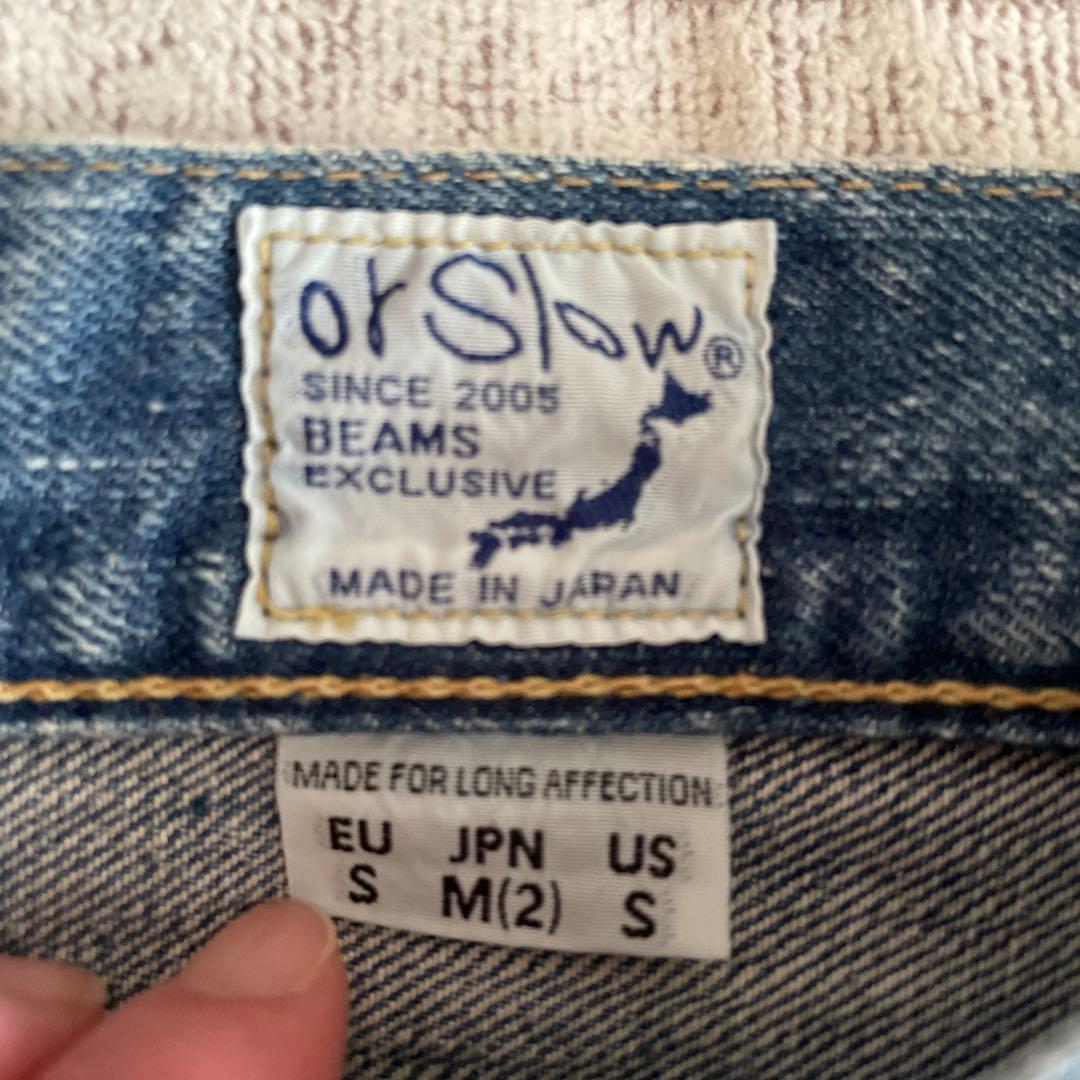 orSlow®
SINCE 2005
BEAMS
EXCLUSIVE
MADE IN JAPAN
MADE FOR LONG AFFECTION
EU JPN US
S M(2) S